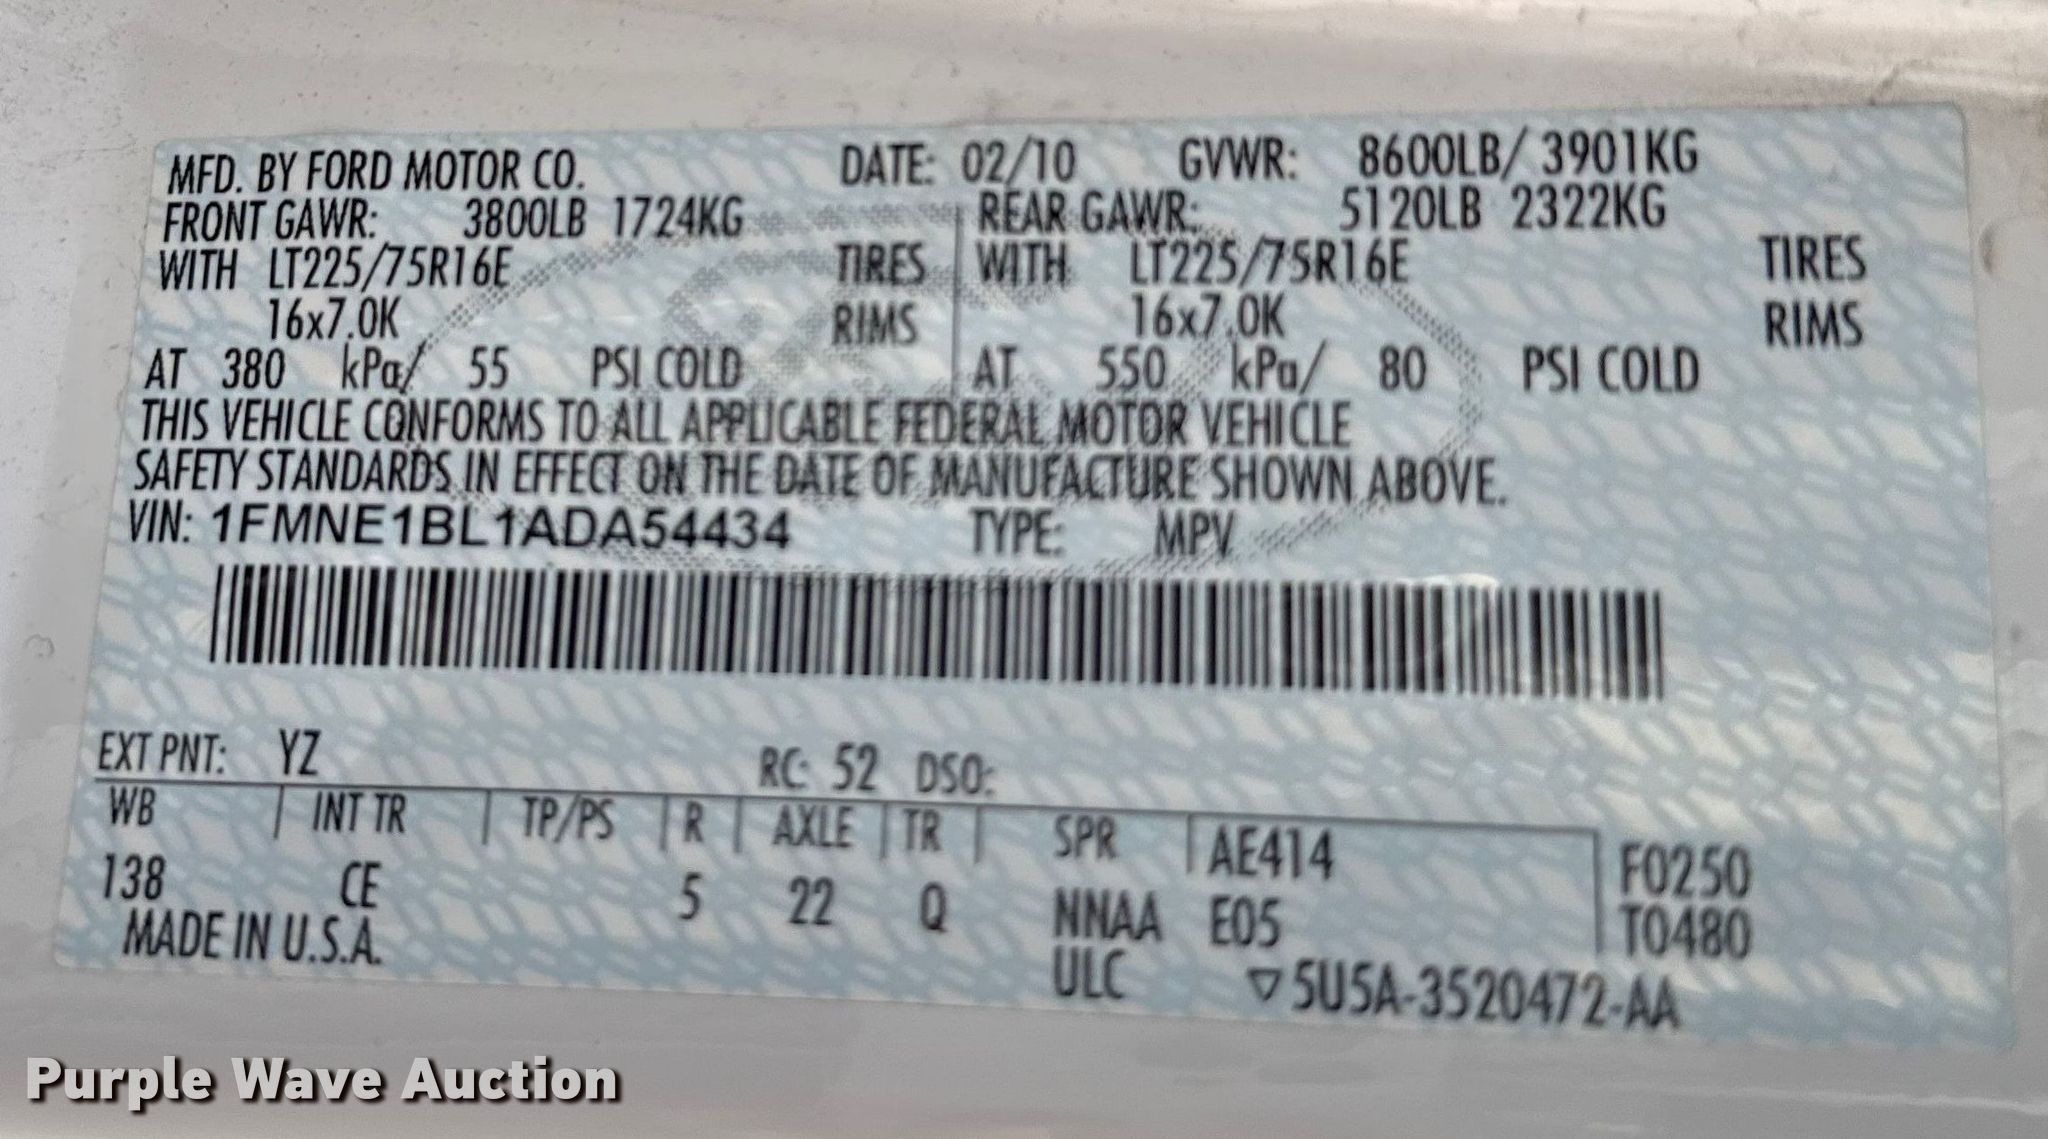 MFD. BY FORD MOTOR CO. DATE: 02/10 GVWR: 8600LB/ 3901KG
FRONT GAWR: 3800LB 1724KG REAR GAWR: 5120LB 2322KG
WITH LT225/75R16E TIRES WITH LT225/75R16E TIRES
16x7.0K RIMS 16x7.0K RIMS
AT 380 kPa/ 55 PSI COLD AT 550 kPa/ 80 PSI COLD
THIS VEHICLE CONFORMS TO ALL APPLICABLE FEDERAL MOTOR VEHICLE
SAFETY STANDARDS IN EFFECT ON THE DATE OF MANUFACTURE SHOWN ABOVE.
VIN: 1FMNE1BL1ADA54434 TYPE: MPV
EXT PNT: YZ RC: 52 DSO:
WB INT TR TP/PS R AXLE TR SPR AE414 F0250
138 CE 5 22 Q NNAA E05 T0480
MADE IN U.S.A. ULC ▽5U5A-3520472-AA
Purple Wave Auction